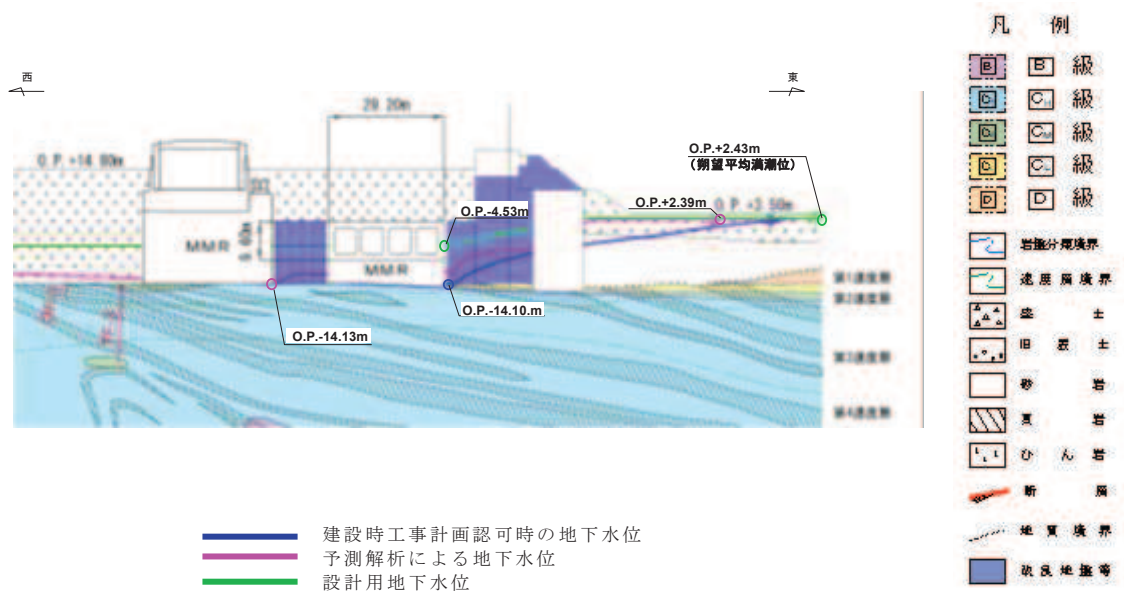 凡 例
西
東
29.20m
O.P.+14.80m
O.P.+2.43m
(朔望平均満潮位)
O.P.+2.39m
O.P.+2.50m
O.P.-4.53m
9.60m
MMR
MMR
O.P.-14.10.m
O.P.-14.13m
第1速度層
第2速度層
第3速度層
第4速度層
B B 級
級
級
級
D D 級
岩盤分類境界
速度層境界
盛 土
旧 表 土
砂 岩
頁 岩
ひ ん 岩
断 層
地 質 境 界
改良地盤等
建設時工事計画認可時の地下水位
予測解析による地下水位
設計用地下水位